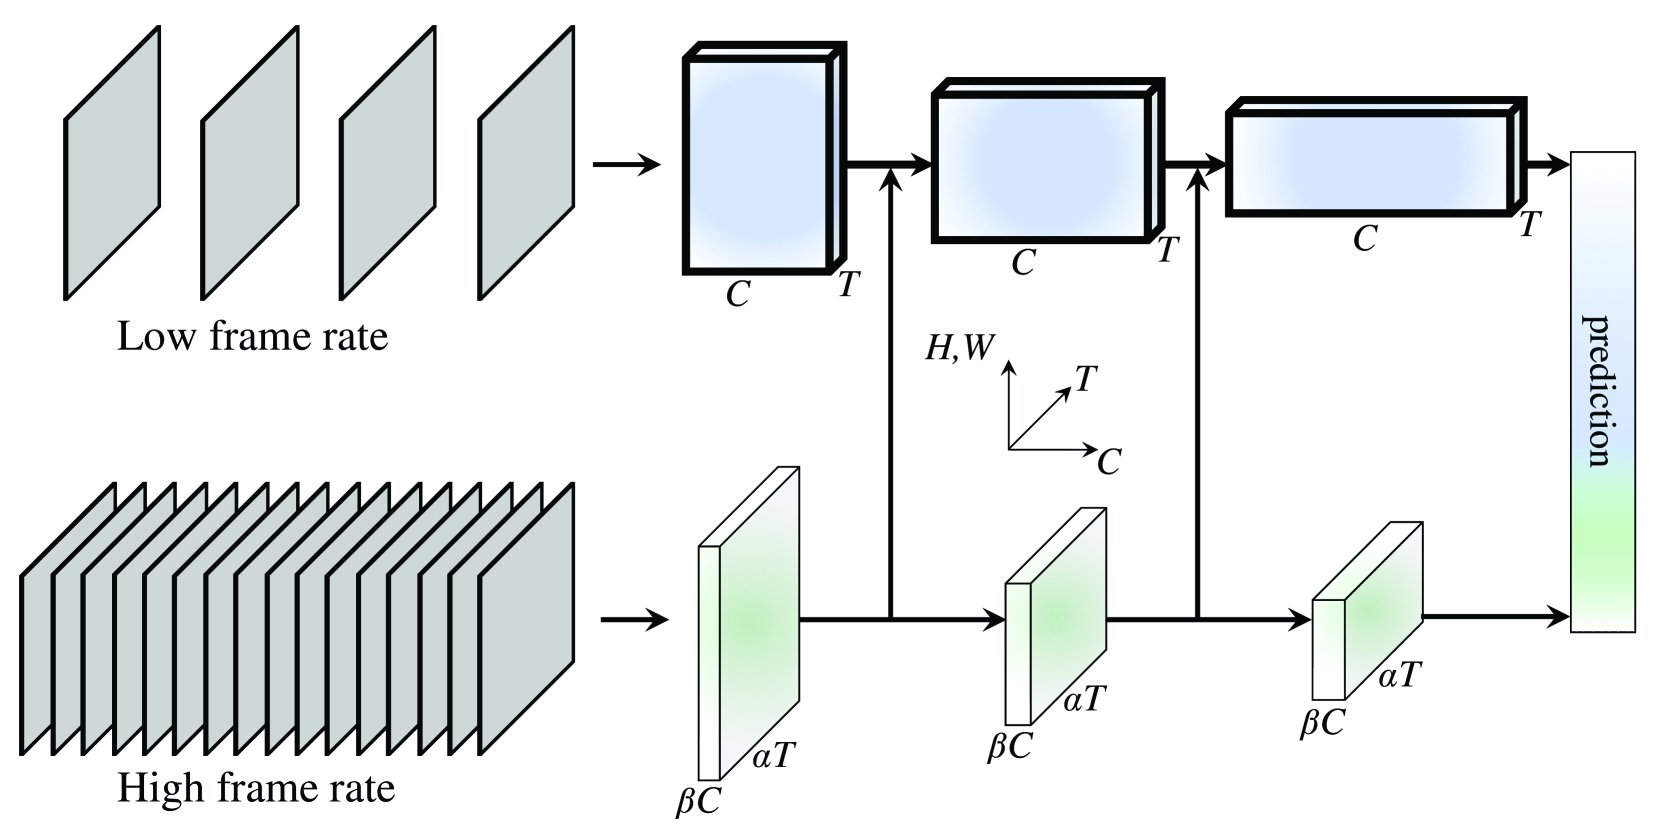 C
T
C
T
C
T
Low frame rate
H,W
T
C
prediction
High frame rate
βC
αT
βC
αT
βC
αT